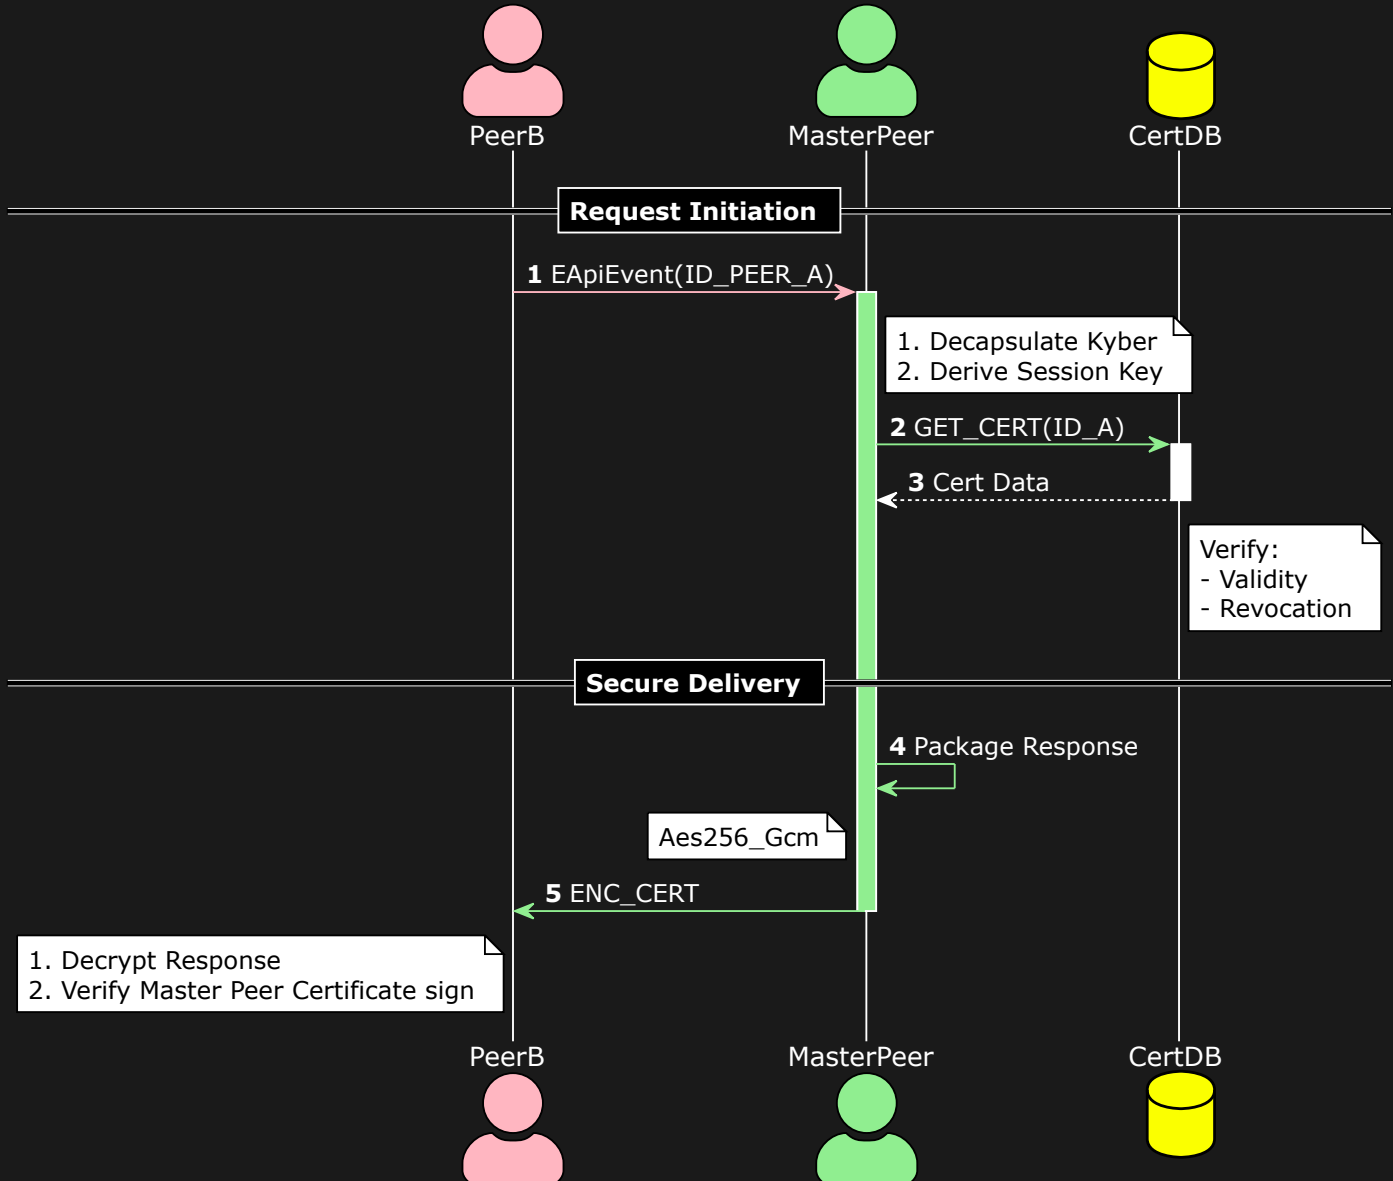 PeerB
MasterPeer
CertDB
Request Initiation
1 EApiEvent(ID_PEER_A)
1. Decapsulate Kyber
2. Derive Session Key
2 GET_CERT(ID_A)
3 Cert Data
Verify:
- Validity
- Revocation
Secure Delivery
4 Package Response
Aes256_Gcm
5 ENC_CERT
1. Decrypt Response
2. Verify Master Peer Certificate sign
PeerB
MasterPeer
CertDB